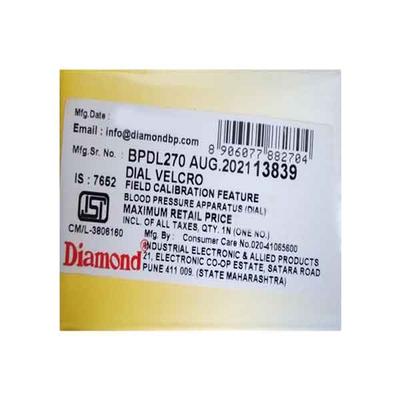 Mfg.Date :
Email : info@diamondbp.com
8 906077 882704
Mfg.Sr. No. : BPDL270 AUG.202113839
DIAL VELCRO
IS : 7652
FIELD CALIBRATION FEATURE
BLOOD PRESSURE APPARATUS (DIAL)
MAXIMUM RETAIL PRICE
INCL. OF ALL TAXES, QTY. 1N (ONE NO.)
CM/L-3806160
Mfg. By : Consumer Care No.020-41065600
Diamond®
INDUSTRIAL ELECTRONIC & ALLIED PRODUCTS
21, ELECTRONIC CO-OP ESTATE, SATARA ROAD
PUNE 411 009. (STATE MAHARASHTRA)